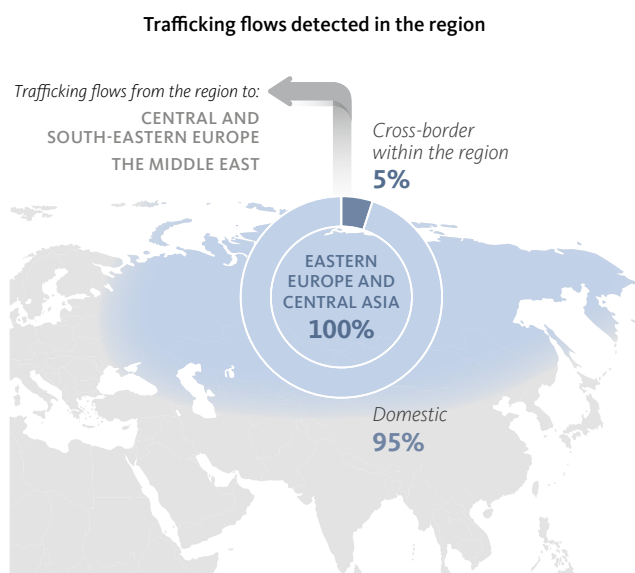 Trafficking flows detected in the region
Trafficking flows from the region to:
CENTRAL AND
SOUTH-EASTERN EUROPE
THE MIDDLE EAST
Cross-border
within the region
5%
EASTERN
EUROPE AND
CENTRAL ASIA
100%
Domestic
95%